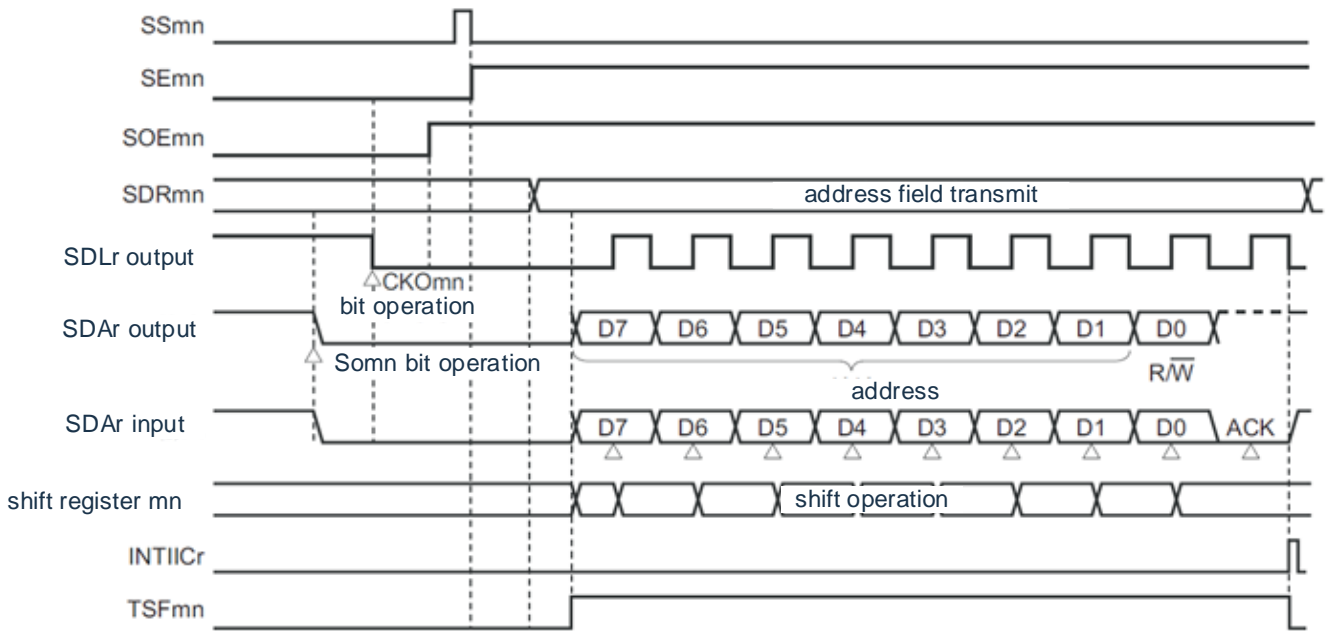 SSmn
SEmn
SOEmn
SDRmn
address field transmit
SDLr output
CKOmn
bit operation
SDAr output
D7 D6 D5 D4 D3 D2 D1 D0
Somn bit operation
R/W̅
address
SDAr input
D7 D6 D5 D4 D3 D2 D1 D0 ACK
shift register mn
shift operation
INTIICr
TSFmn